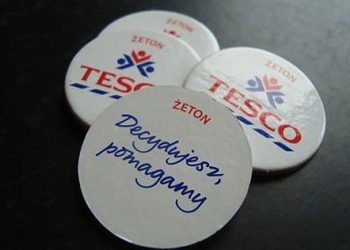 ŻETON
ŻETON
TESCO
ŻETON
TESCO
ŻETON
Decydujesz,
pomagamy